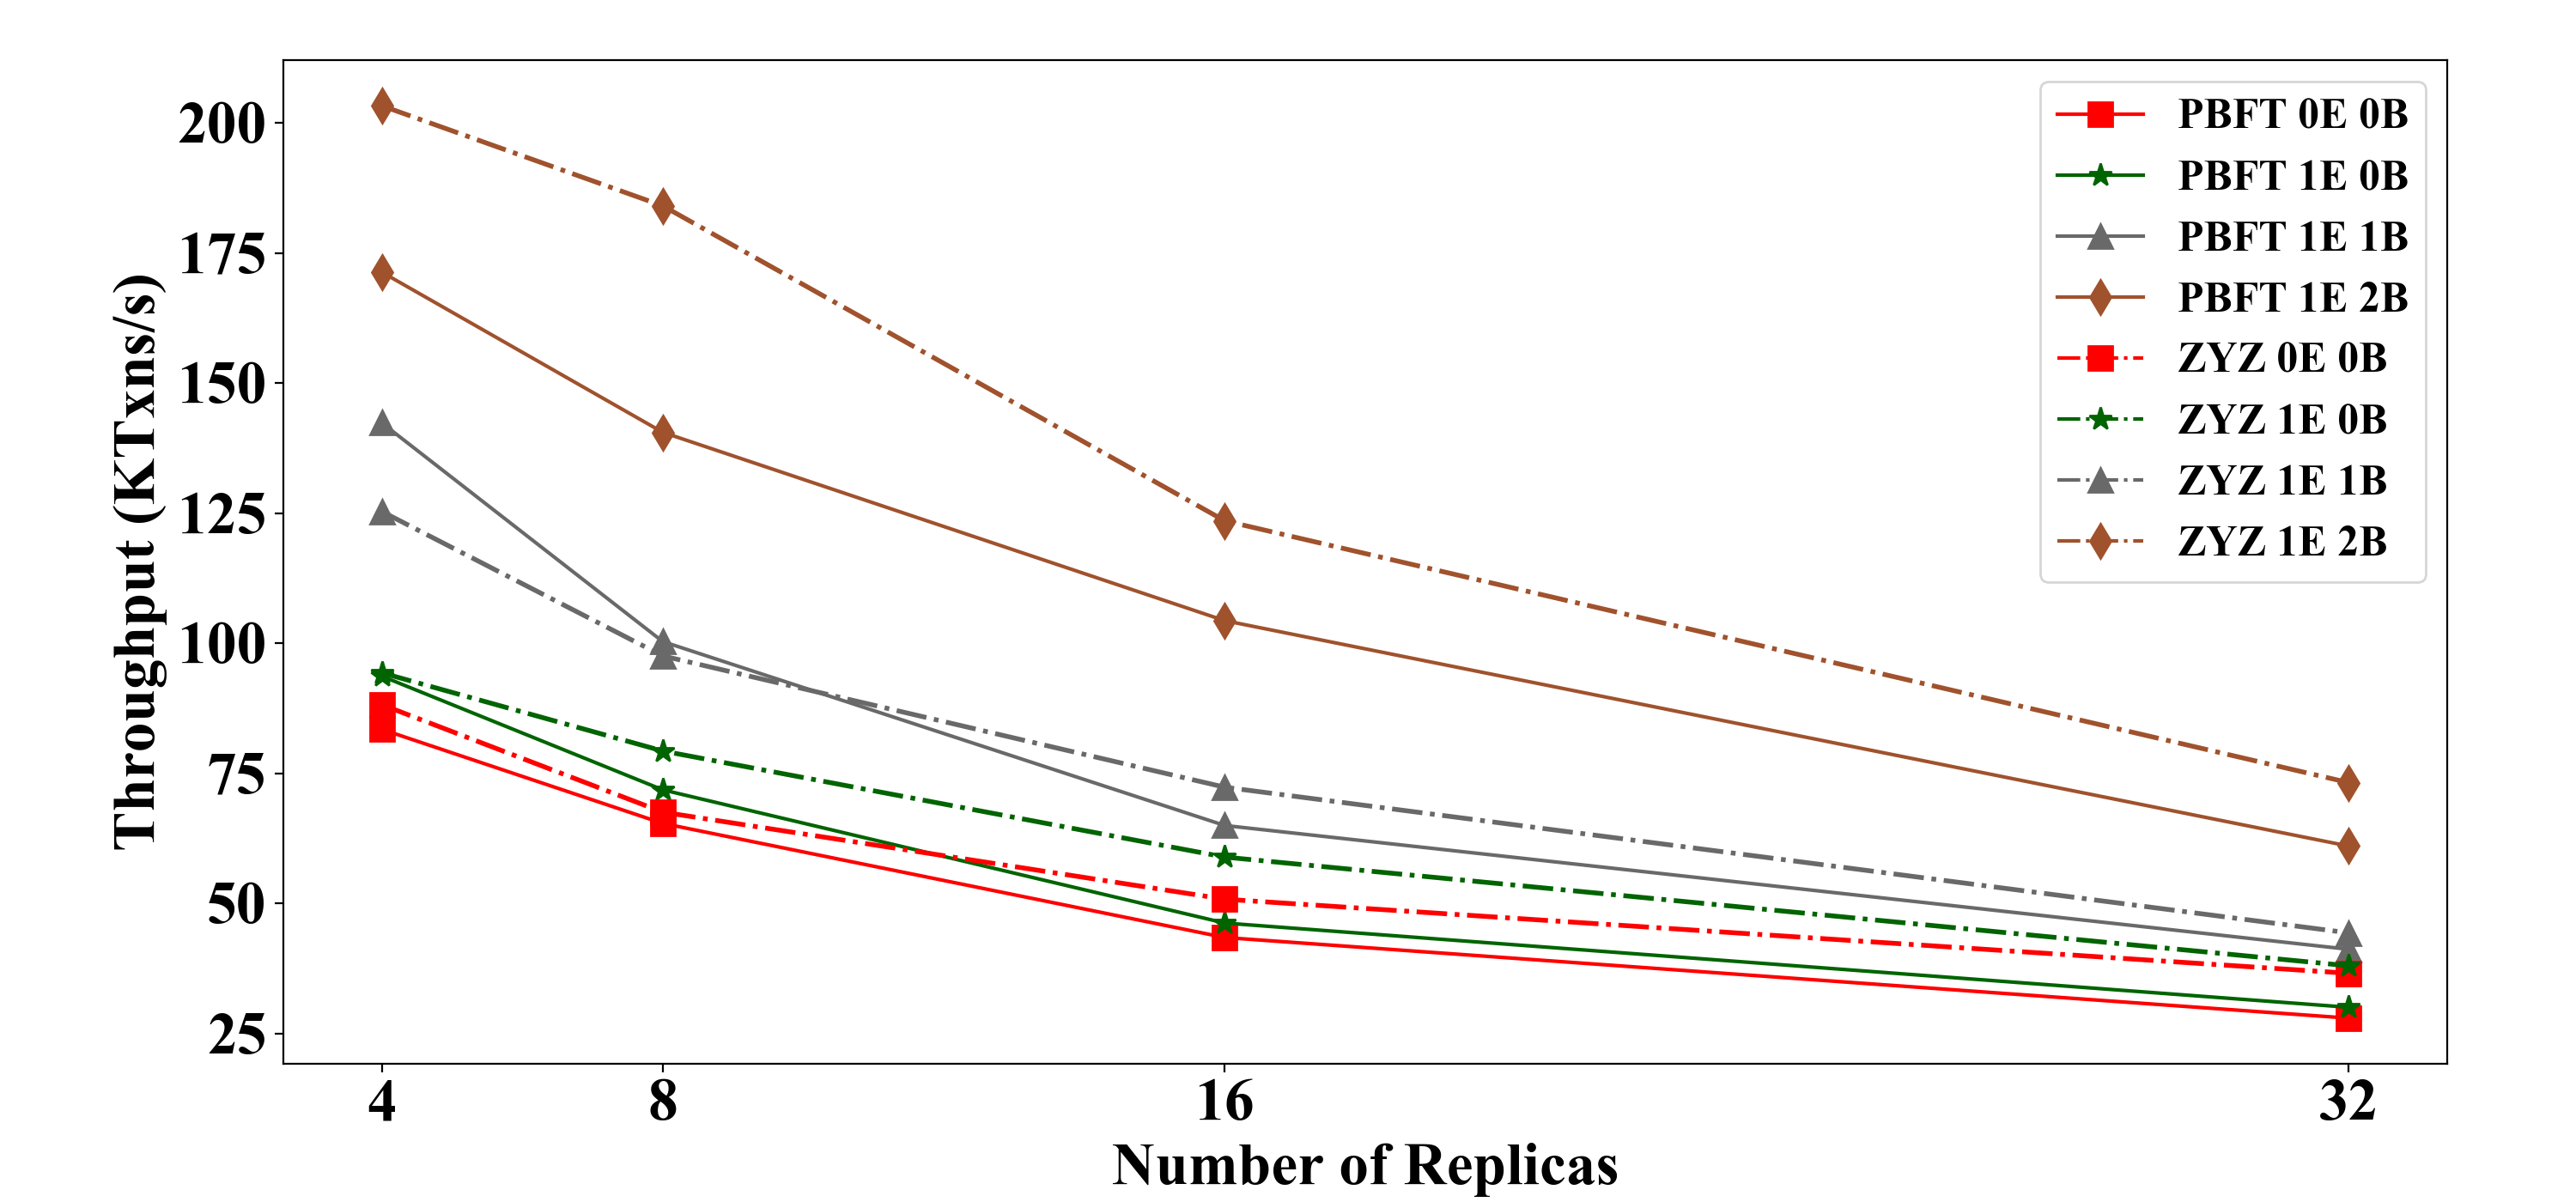 Throughput (KTxns/s)
200
175
150
125
100
75
50
25
4 8 16 32
Number of Replicas
PBFT 0E 0B
PBFT 1E 0B
PBFT 1E 1B
PBFT 1E 2B
ZYZ 0E 0B
ZYZ 1E 0B
ZYZ 1E 1B
ZYZ 1E 2B